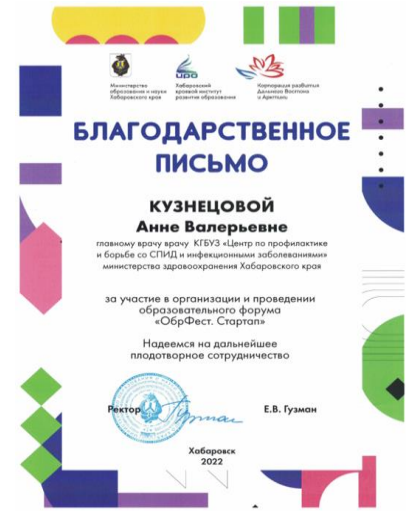 Министерство
образования и науки
Хабаровского края
ИРО
Хабаровский
краевой институт
развития образования
Корпорация развития
Дальнего Востока
и Арктики
БЛАГОДАРСТВЕННОЕ
ПИСЬМО
КУЗНЕЦОВОЙ
Анне Валерьевне
главному врачу врачу КГБУЗ «Центр по профилактике
и борьбе со СПИД и инфекционными заболеваниями»
министерства здравоохранения Хабаровского края
за участие в организации и проведении
образовательного форума
«ОбрФест. Стартап»
Надеемся на дальнейшее
плодотворное сотрудничество
Ректор
Е.В. Гузман
Хабаровск
2022